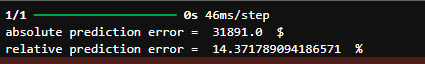 1/1 ━━━━━━━━━━━━━━━━━━━━ 0s 46ms/step
absolute prediction error =  31891.0  $
relative prediction error =  14.371789094186571  %